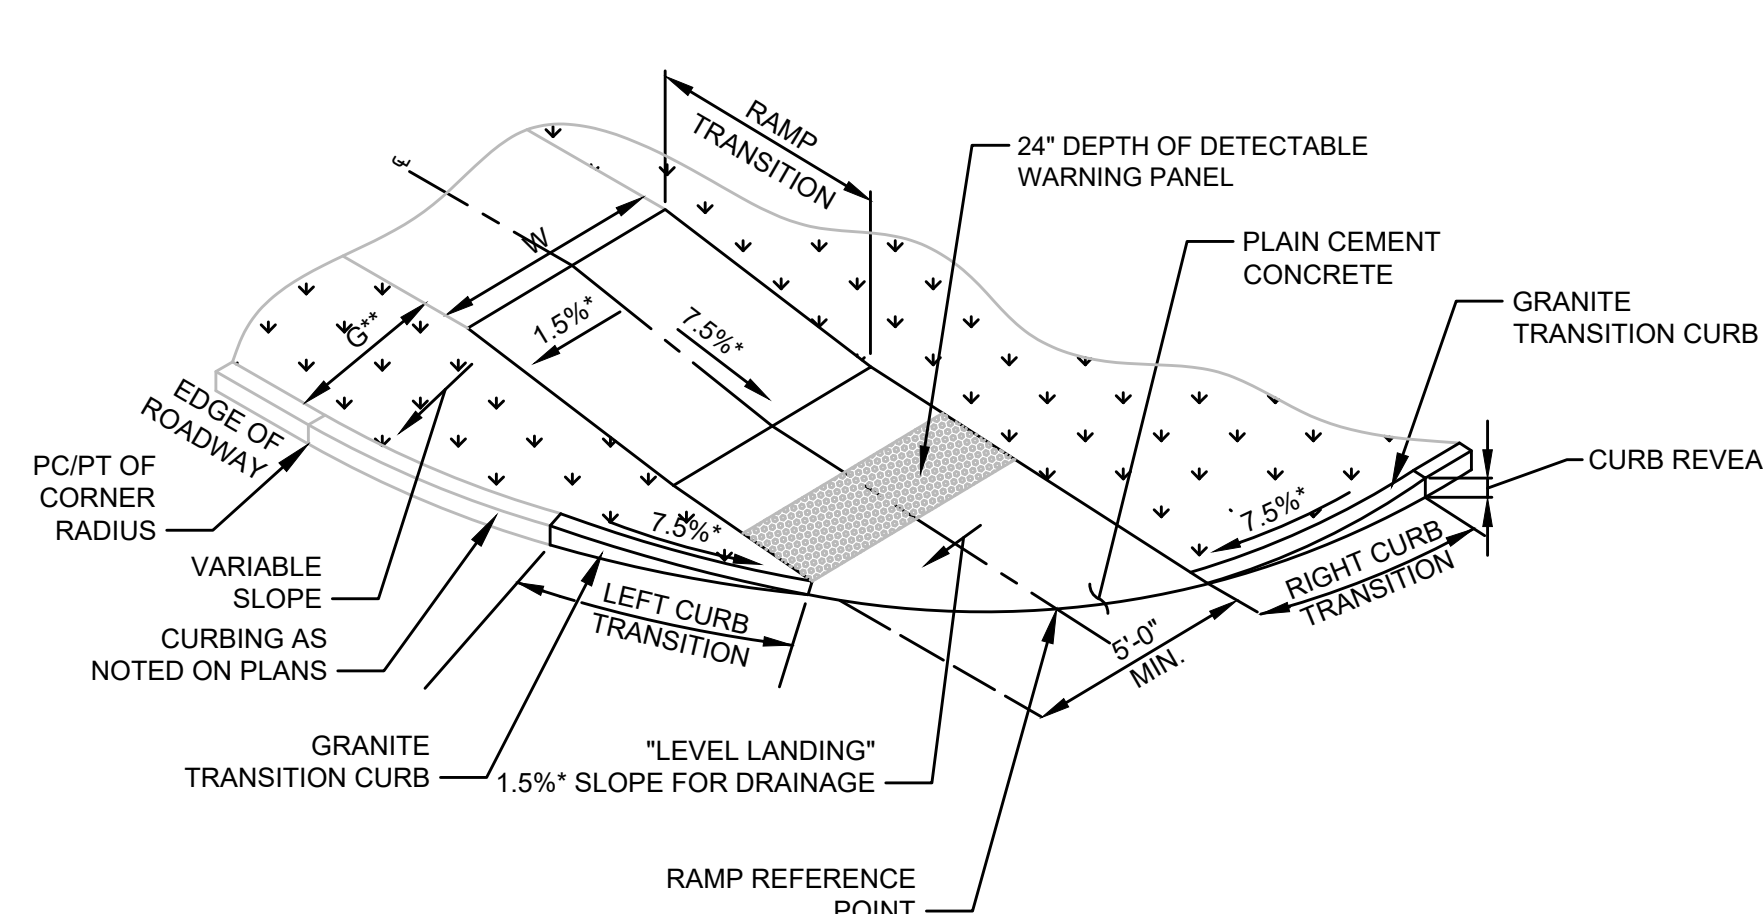 RAMP
TRANSITION
24" DEPTH OF DETECTABLE
WARNING PANEL
PLAIN CEMENT
CONCRETE
GRANITE
TRANSITION CURB
CURB REVEA
℄
W
1.5%*
7.5%*
G**
EDGE OF
ROADWAY
PC/PT OF
CORNER
RADIUS
VARIABLE
SLOPE
CURBING AS
NOTED ON PLANS
7.5%*
LEFT CURB
TRANSITION
7.5%*
RIGHT CURB
TRANSITION
5'-0"
MIN.
GRANITE
TRANSITION CURB
"LEVEL LANDING"
1.5%* SLOPE FOR DRAINAGE
RAMP REFERENCE
POINT